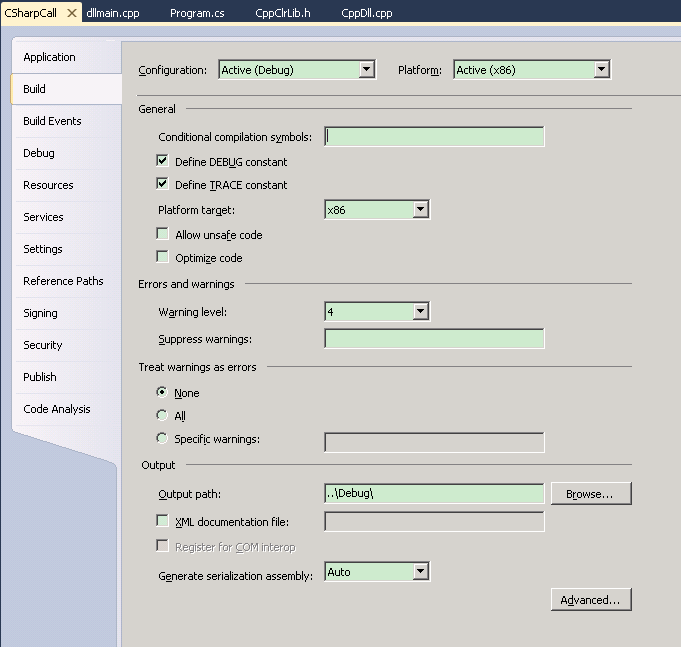 CSharpCall dllmain.cpp Program.cs CppClrLib.h CppDll.cpp
Application
Build
Build Events
Debug
Resources
Services
Settings
Reference Paths
Signing
Security
Publish
Code Analysis
Configuration: Active (Debug) Platform: Active (x86)
General
Conditional compilation symbols:
Define DEBUG constant
Define TRACE constant
Platform target: x86
Allow unsafe code
Optimize code
Errors and warnings
Warning level: 4
Suppress warnings:
Treat warnings as errors
None
All
Specific warnings:
Output
Output path: ..\Debug\ Browse...
XML documentation file:
Register for COM interop
Generate serialization assembly: Auto
Advanced...